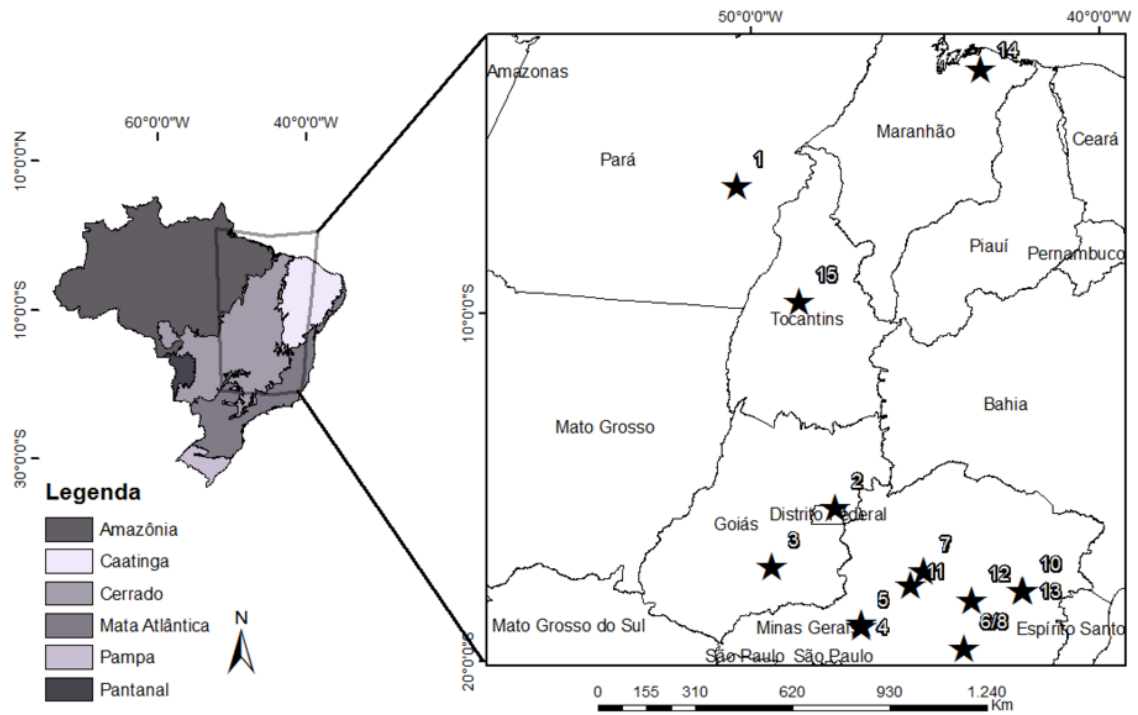 60°0'0"W
40°0'0"W
10°0'0"N
10°0'0"S
30°0'0"S
Legenda
Amazônia
Caatinga
Cerrado
Mata Atlântica
Pampa
Pantanal
N
50°0'0"W
40°0'0"W
10°0'0"S
20°0'0"S
Amazonas
14
Maranhão
Ceará
Pará
1
Piauí
Pernambuco
15
Tocantins
Bahia
Mato Grosso
2
Distrito Federal
Goiás
3
7
11
12
10
13
5
4
6/8
Mato Grosso do Sul
Minas Gerais
Espírito Santo
São Paulo
São Paulo
0 155 310 620 930 1.240
Km